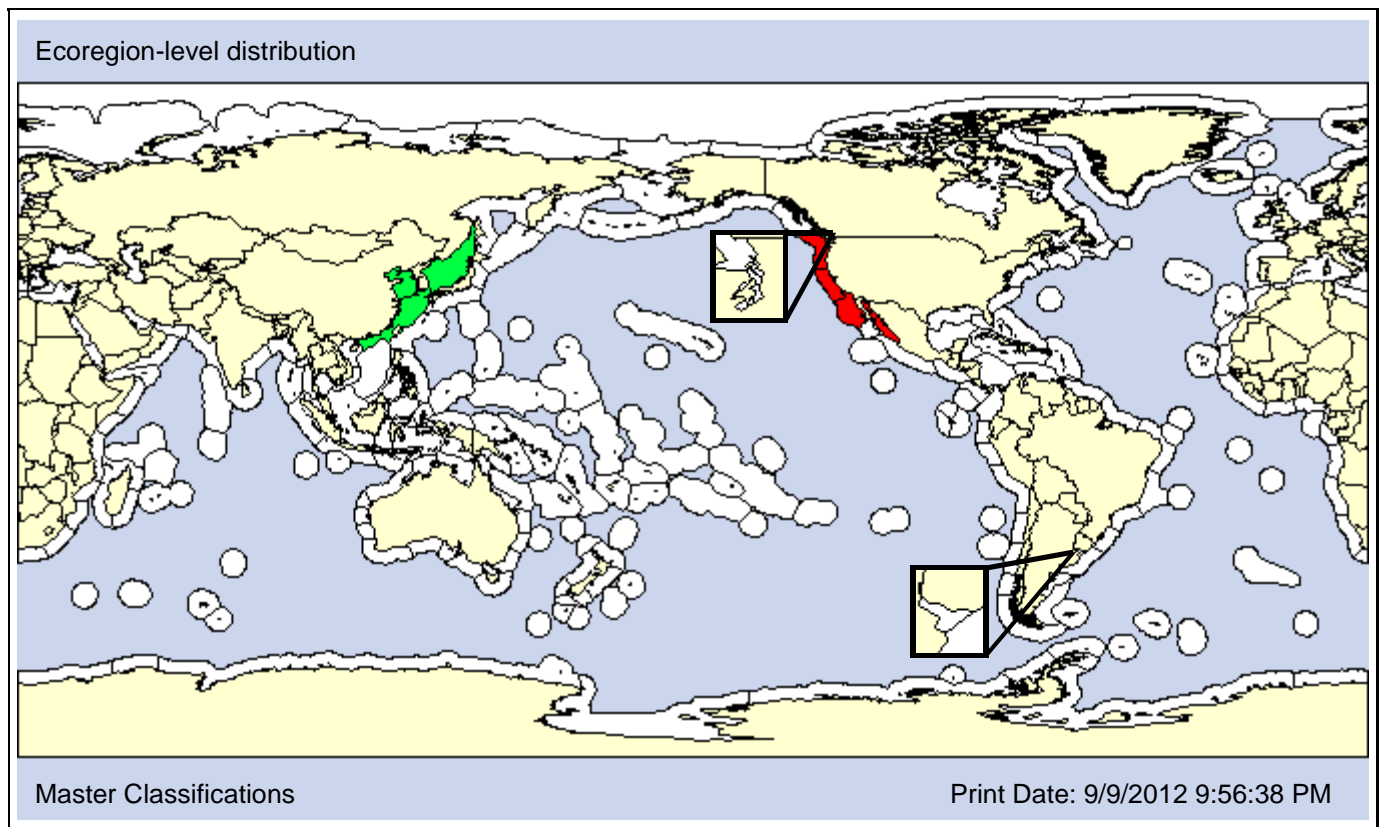 Ecoregion-level distribution
Master Classifications
Print Date: 9/9/2012 9:56:38 PM